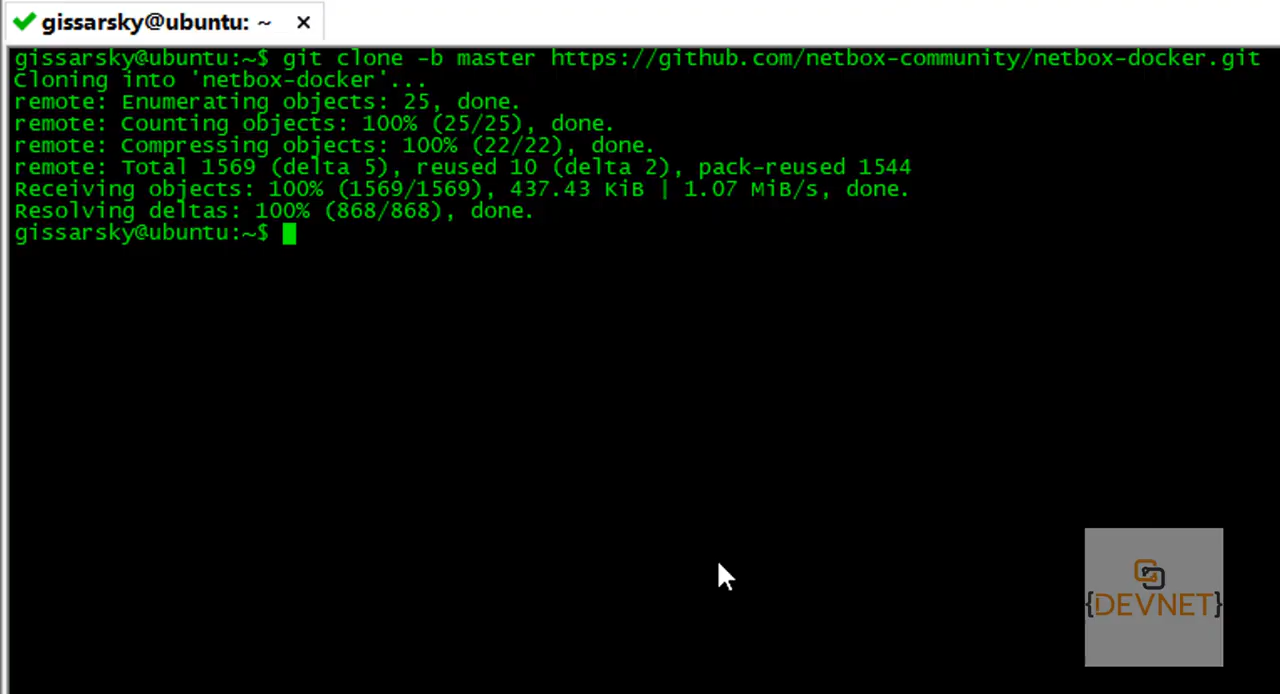 gissarsky@ubuntu: ~
gissarsky@ubuntu:~$ git clone -b master https://github.com/netbox-community/netbox-docker.git
Cloning into 'netbox-docker'...
remote: Enumerating objects: 25, done.
remote: Counting objects: 100% (25/25), done.
remote: Compressing objects: 100% (22/22), done.
remote: Total 1569 (delta 5), reused 10 (delta 2), pack-reused 1544
Receiving objects: 100% (1569/1569), 437.43 KiB | 1.07 MiB/s, done.
Resolving deltas: 100% (868/868), done.
gissarsky@ubuntu:~$
{DEVNET}